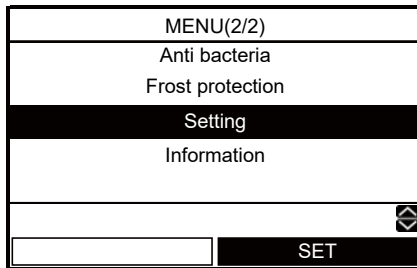 MENU(2/2)
Anti bacteria
Frost protection
Setting
Information
SET